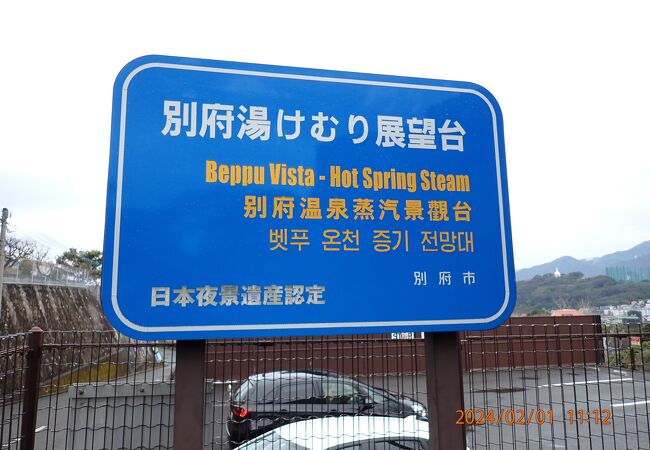 別府湯けむり展望台
Beppu Vista - Hot Spring Steam
別府温泉蒸汽景觀台
벳푸 온천 증기 전망대
別府市
日本夜景遺産認定
2024/02/01 11:12